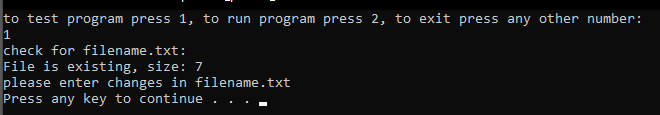 to test program press 1, to run program press 2, to exit press any other number:
1
check for filename.txt:
File is existing, size: 7
please enter changes in filename.txt
Press any key to continue . . .